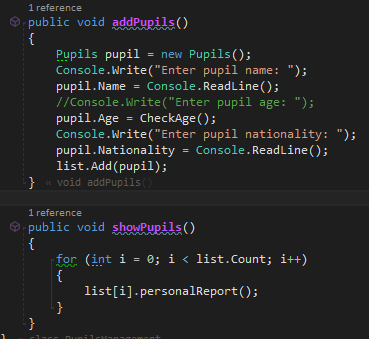 1 reference
public void addPupils()
{
Pupils pupil = new Pupils();
Console.Write("Enter pupil name: ");
pupil.Name = Console.ReadLine();
//Console.Write("Enter pupil age: ");
pupil.Age = CheckAge();
Console.Write("Enter pupil nationality: ");
pupil.Nationality = Console.ReadLine();
list.Add(pupil);
} « void addPupils()
1 reference
public void showPupils()
{
for (int i = 0; i < list.Count; i++)
{
list[i].personalReport();
}
}
} « class PupilsManagement